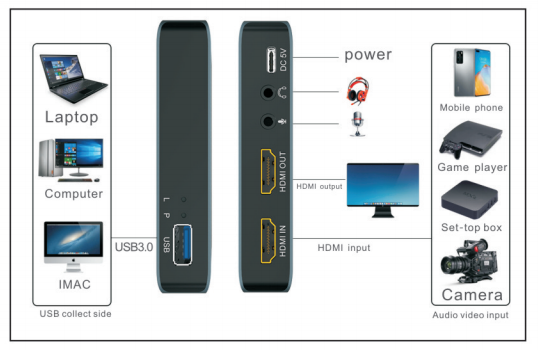 Laptop
Computer
IMAC
USB collect side
USB3.0
L
P
USB
DC 5V
HDMI OUT
HDMI IN
power
HDMI output
HDMI input
Mobile phone
Game player
Set-top box
Camera
Audio video input